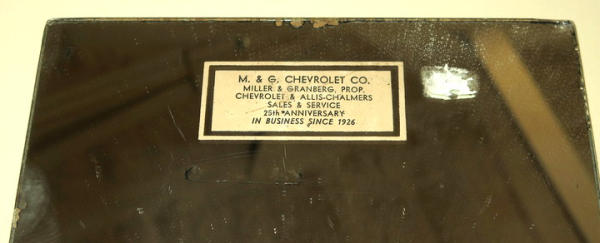 M. & G. CHEVROLET CO.
MILLER & GRANBERG, PROP.
CHEVROLET & ALLIS-CHALMERS
SALES & SERVICE
25th ANNIVERSARY
IN BUSINESS SINCE 1926